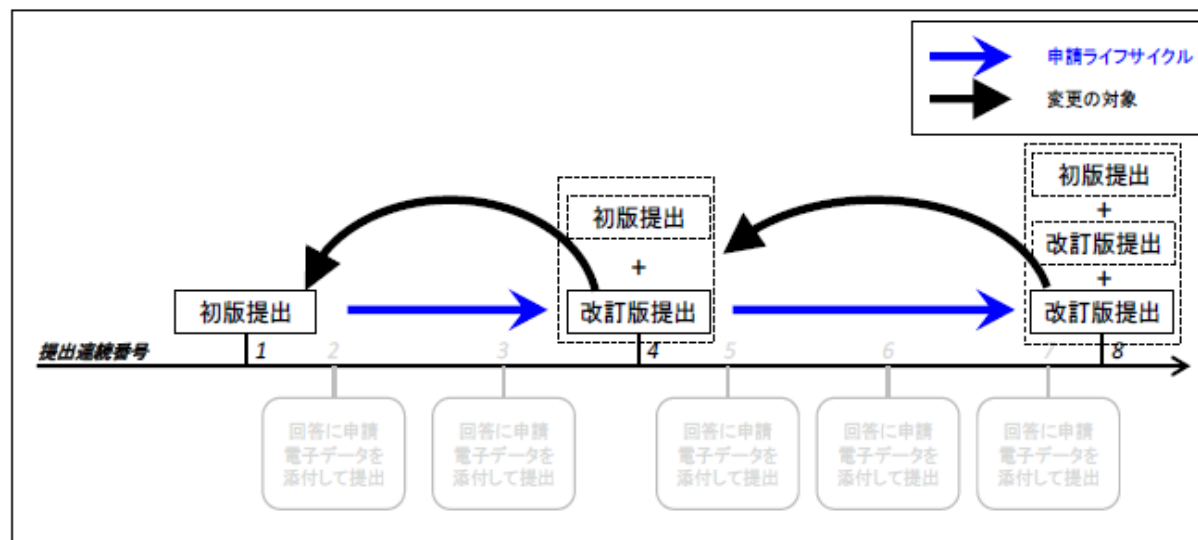 申請ライフサイクル
変更の対象
初版提出
初版提出
+
改訂版提出
初版提出
+
改訂版提出
+
改訂版提出
提出連続番号
1
2
3
4
5
6
7
8
回答に申請
電子データを
添付して提出
回答に申請
電子データを
添付して提出
回答に申請
電子データを
添付して提出
回答に申請
電子データを
添付して提出
回答に申請
電子データを
添付して提出